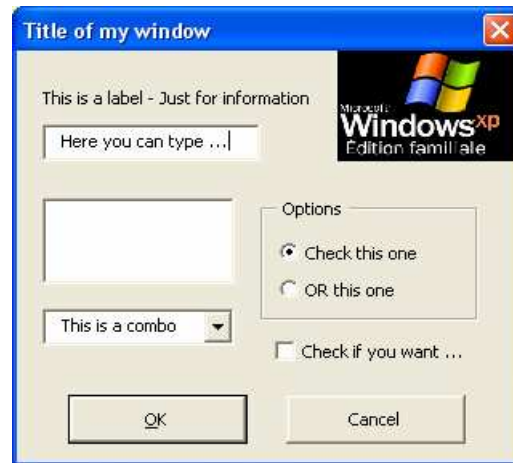 Title of my window
This is a label - Just for information
Microsoft
Windows xp
Édition familiale
Here you can type ...
Options
Check this one
OR this one
This is a combo
Check if you want ...
OK
Cancel